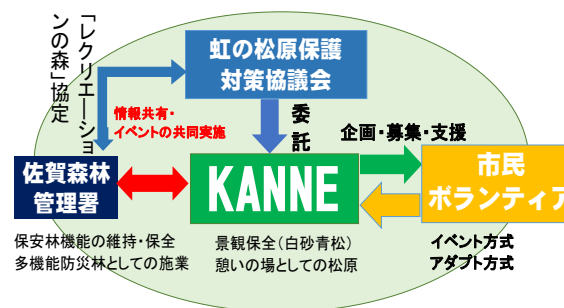 「レクリエーショ
ンの森」協定
虹の松原保護
対策協議会
情報共有・
イベントの共同実施
委託
企画・募集・支援
佐賀森林
管理署
KANNE
市民
ボランティア
保安林機能の維持・保全
多機能防災林としての施業
景観保全(白砂青松)
憩いの場としての松原
イベント方式
アダプト方式